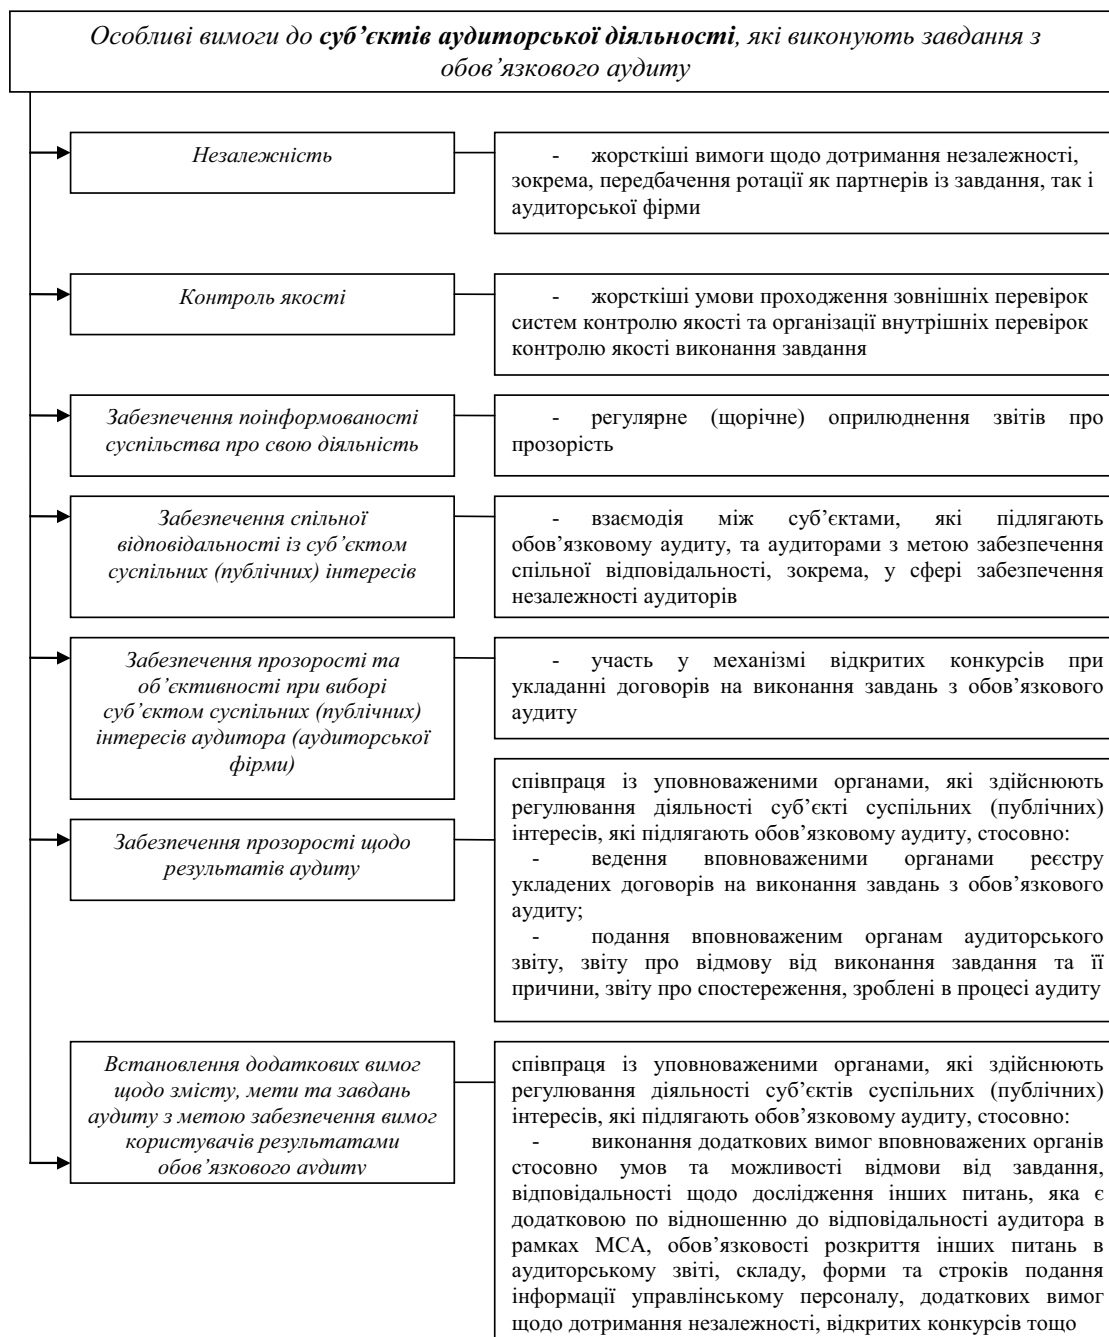 Особливі вимоги до суб’єктів аудиторської діяльності, які виконують завдання з
обов’язкового аудиту
Незалежність
- жорсткіші вимоги щодо дотримання незалежності,
зокрема, передбачення ротації як партнерів із завдання, так і
аудиторської фірми
Контроль якості
- жорсткіші умови проходження зовнішніх перевірок
систем контролю якості та організації внутрішніх перевірок
контролю якості виконання завдання
Забезпечення поінформованості
суспільства про свою діяльність
- регулярне (щорічне) оприлюднення звітів про
прозорість
Забезпечення спільної
відповідальності із суб’єктом
суспільних (публічних) інтересів
- взаємодія між суб’єктами, які підлягають
обов’язковому аудиту, та аудиторами з метою забезпечення
спільної відповідальності, зокрема, у сфері забезпечення
незалежності аудиторів
Забезпечення прозорості та
об’єктивності при виборі
суб’єктом суспільних (публічних)
інтересів аудитора (аудиторської
фірми)
- участь у механізмі відкритих конкурсів при
укладанні договорів на виконання завдань з обов’язкового
аудиту
Забезпечення прозорості щодо
результатів аудиту
співпраця із уповноваженими органами, які здійснюють
регулювання діяльності суб’єкті суспільних (публічних)
інтересів, які підлягають обов’язковому аудиту, стосовно:
- ведення вповноваженими органами реєстру
укладених договорів на виконання завдань з обов’язкового
аудиту;
- подання вповноваженим органам аудиторського
звіту, звіту про відмову від виконання завдання та її
причини, звіту про спостереження, зроблені в процесі аудиту
Встановлення додаткових вимог
щодо змісту, мети та завдань
аудиту з метою забезпечення вимог
користувачів результатами
обов’язкового аудиту
співпраця із уповноваженими органами, які здійснюють
регулювання діяльності суб’єктів суспільних (публічних)
інтересів, які підлягають обов’язковому аудиту, стосовно:
- виконання додаткових вимог вповноважених органів
стосовно умов та можливості відмови від завдання,
відповідальності щодо дослідження інших питань, яка є
додатковою по відношенню до відповідальності аудитора в
рамках МСА, обов’язковості розкриття інших питань в
аудиторському звіті, складу, форми та строків подання
інформації управлінському персоналу, додаткових вимог
щодо дотримання незалежності, відкритих конкурсів тощо